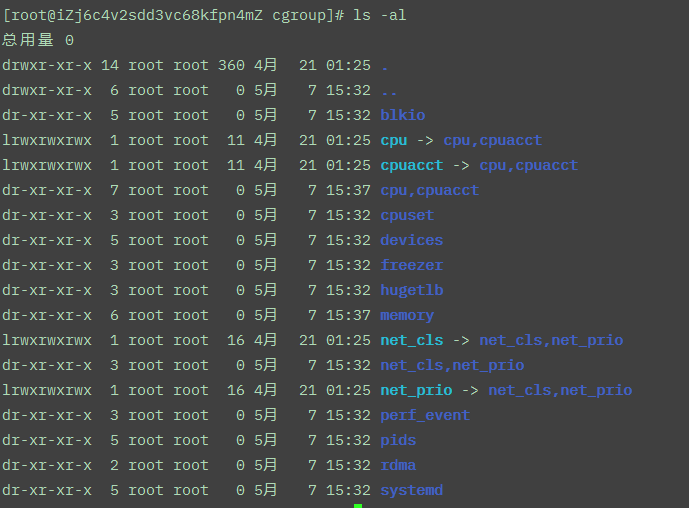 [root@iZj6c4v2sdd3vc68kfpn4mZ cgroup]# ls -al
总用量 0
drwxr-xr-x 14 root root 360 4月  21 01:25 .
drwxr-xr-x  6 root root   0 5月   7 15:32 ..
dr-xr-xr-x  5 root root   0 5月   7 15:32 blkio
lrwxrwxrwx  1 root root  11 4月  21 01:25 cpu -> cpu,cpuacct
lrwxrwxrwx  1 root root  11 4月  21 01:25 cpuacct -> cpu,cpuacct
dr-xr-xr-x  7 root root   0 5月   7 15:37 cpu,cpuacct
dr-xr-xr-x  3 root root   0 5月   7 15:32 cpuset
dr-xr-xr-x  5 root root   0 5月   7 15:32 devices
dr-xr-xr-x  3 root root   0 5月   7 15:32 freezer
dr-xr-xr-x  3 root root   0 5月   7 15:32 hugetlb
dr-xr-xr-x  6 root root   0 5月   7 15:37 memory
lrwxrwxrwx  1 root root  16 4月  21 01:25 net_cls -> net_cls,net_prio
dr-xr-xr-x  3 root root   0 5月   7 15:32 net_cls,net_prio
lrwxrwxrwx  1 root root  16 4月  21 01:25 net_prio -> net_cls,net_prio
dr-xr-xr-x  3 root root   0 5月   7 15:32 perf_event
dr-xr-xr-x  5 root root   0 5月   7 15:32 pids
dr-xr-xr-x  2 root root   0 5月   7 15:32 rdma
dr-xr-xr-x  5 root root   0 5月   7 15:32 systemd